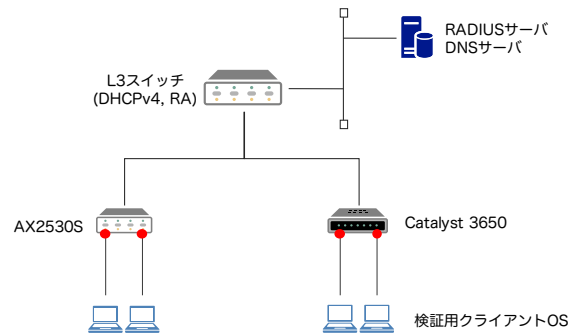 RADIUSサーバ
DNSサーバ
L3スイッチ
(DHCPv4, RA)
AX2530S
Catalyst 3650
検証用クライアントOS